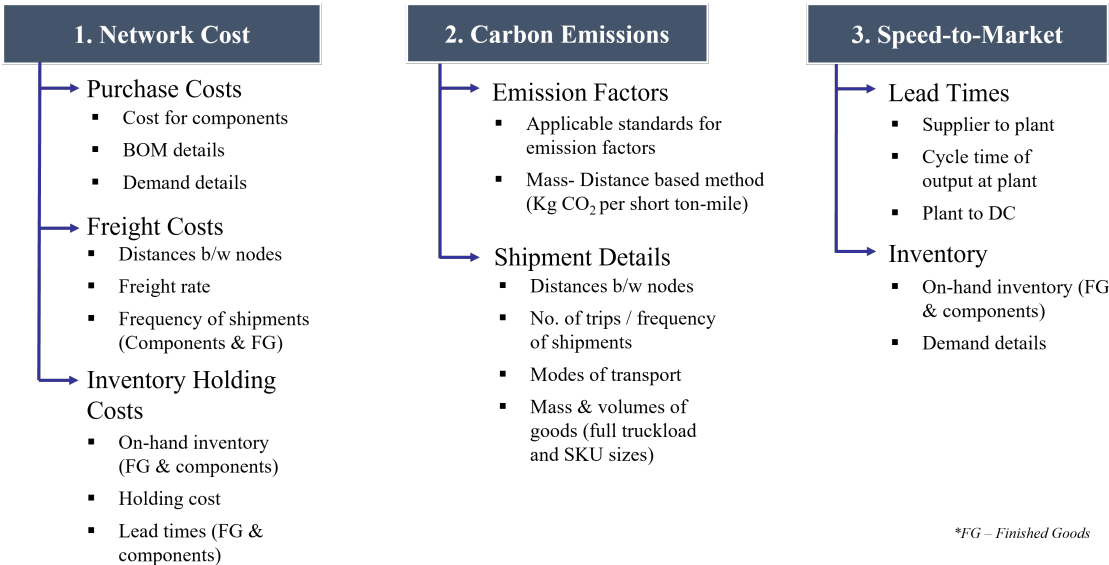 1. Network Cost
Purchase Costs
▪ Cost for components
▪ BOM details
▪ Demand details
Freight Costs
▪ Distances b/w nodes
▪ Freight rate
▪ Frequency of shipments
(Components & FG)
Inventory Holding
Costs
▪ On-hand inventory
(FG & components)
▪ Holding cost
▪ Lead times (FG &
components)
2. Carbon Emissions
Emission Factors
▪ Applicable standards for
emission factors
▪ Mass- Distance based method
(Kg CO₂ per short ton-mile)
Shipment Details
▪ Distances b/w nodes
▪ No. of trips / frequency
of shipments
▪ Modes of transport
▪ Mass & volumes of
goods (full truckload
and SKU sizes)
3. Speed-to-Market
Lead Times
▪ Supplier to plant
▪ Cycle time of
output at plant
▪ Plant to DC
Inventory
▪ On-hand inventory (FG
& components)
▪ Demand details
*FG – Finished Goods